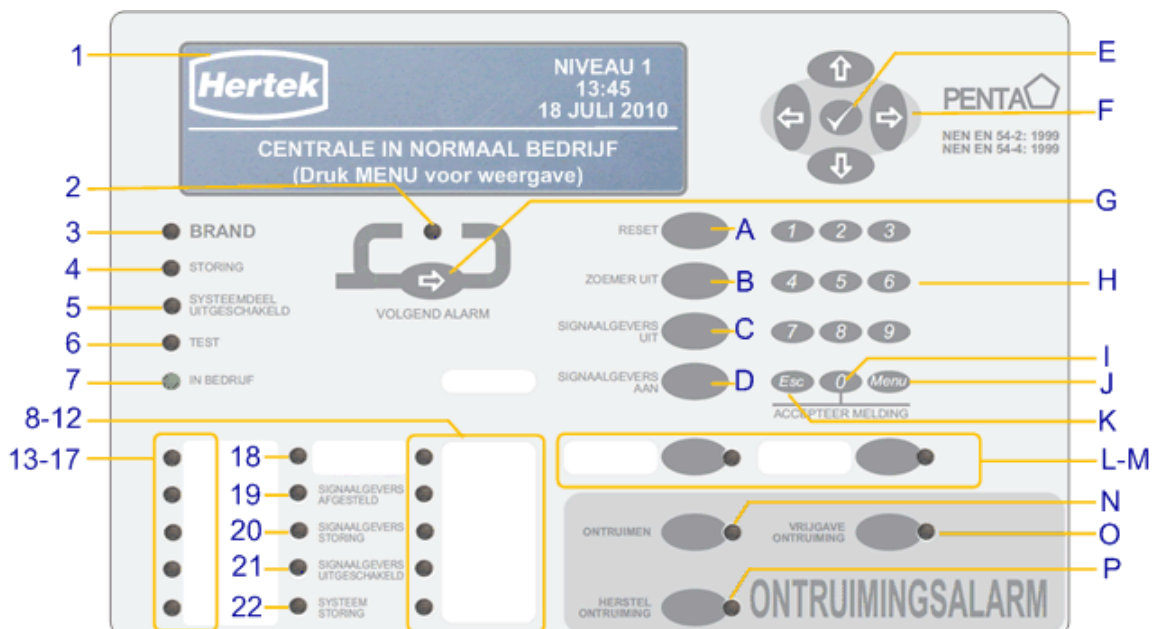 1
Hertek
NIVEAU 1
13:45
18 JULI 2010
CENTRALE IN NORMAAL BEDRIJF
(Druk MENU voor weergave)
E
F
PENTA
NEN EN 54-2: 1999
NEN EN 54-4: 1999
2
G
3
BRAND
4
STORING
5
SYSTEEMDEEL
UITGESCHAKELD
6
TEST
7
IN BEDRIJF
VOLGEND ALARM
RESET
A
ZOEMER UIT
B
SIGNAALGEVERS
UIT
C
SIGNAALGEVERS
AAN
D
1 2 3
4 5 6
H
7 8 9
I
Esc 0 Menu
J
ACCEPTEER MELDING
K
8-12
13-17
18
19
SIGNAALGEVERS
AFGESTELD
20
SIGNAALGEVERS
STORING
21
SIGNAALGEVERS
UITGESCHAKELD
22
SYSTEEM
STORING
L-M
N
ONTRUIMEN
VRIJGAVE
ONTRUIMING
O
P
HERSTEL
ONTRUIMING
ONTRUIMINGSALARM